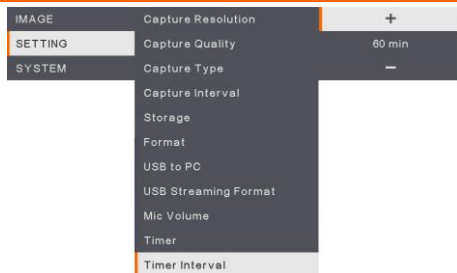 IMAGE
SETTING
SYSTEM
Capture Resolution
Capture Quality
Capture Type
Capture Interval
Storage
Format
USB to PC
USB Streaming Format
Mic Volume
Timer
Timer Interval
+
60 min
−